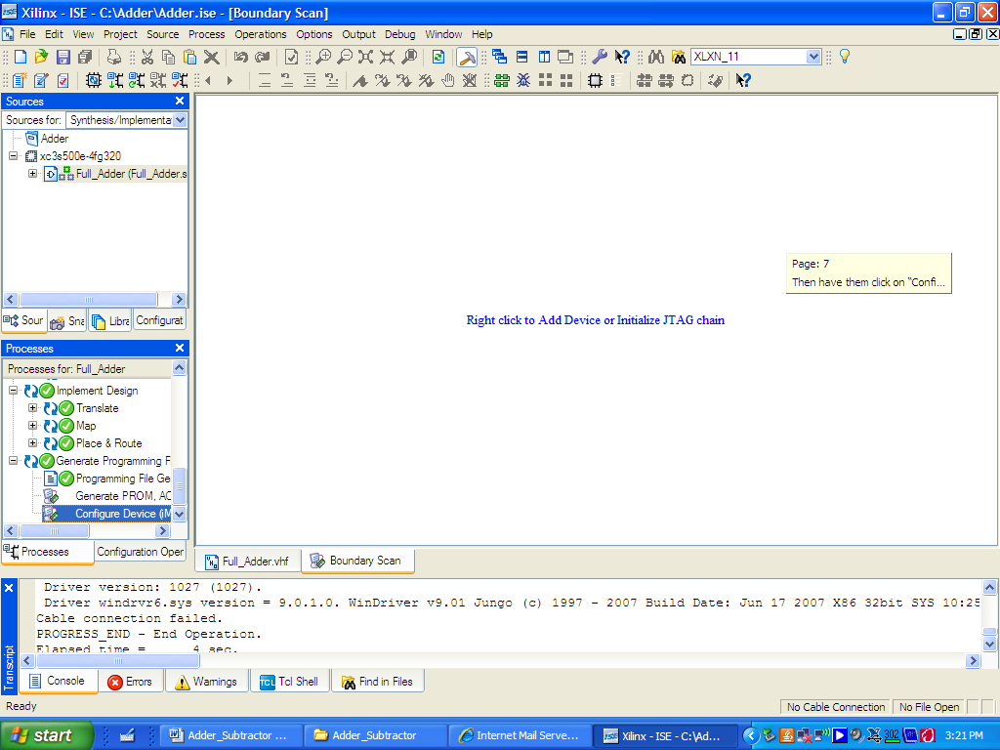 Xilinx - ISE - C:\Adder\Adder.ise - [Boundary Scan]
File Edit View Project Source Process Operations Options Output Debug Window Help
XLXN_11
Sources
Sources for: Synthesis/Implementa
Adder
xc3s500e-4fg320
Full_Adder (Full_Adder.s
Sour Sna Libra Configurat
Page: 7
Then have them click on "Confi...
Right click to Add Device or Initialize JTAG chain
Processes
Processes for: Full_Adder
Implement Design
Translate
Map
Place & Route
Generate Programming F
Programming File Ge
Generate PROM, AC
Configure Device (iM
Processes Configuration Oper
Full_Adder.vhf Boundary Scan
Driver version: 1027 (1027).
Driver windrvr6.sys version = 9.0.1.0. WinDriver v9.01 Jungo (c) 1997 - 2007 Build Date: Jun 17 2007 X86 32bit SYS 10:25
Cable connection failed.
PROGRESS_END - End Operation.
Elapsed time = 4 sec.
Transcript
Console Errors Warnings TCL Tcl Shell Find in Files
Ready No Cable Connection No File Open
start Adder_Subtractor ... Adder_Subtractor Internet Mail Serve... ISE Xilinx - ISE - C:\Ad... 302 3:21 PM